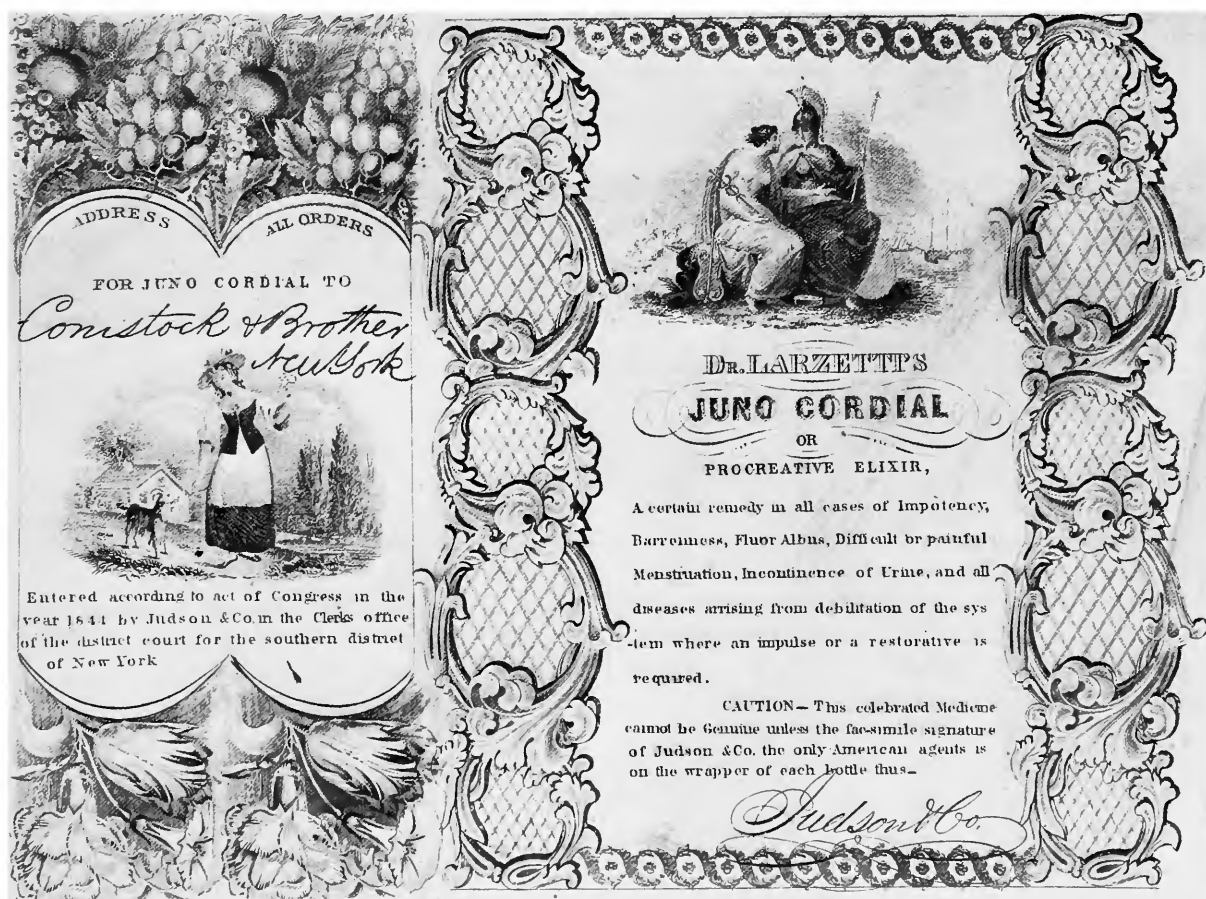 ADDRESS
ALL ORDERS
FOR JUNO CORDIAL TO
Comstock & Brother
New York
Entered according to act of Congress in the
year 1844 by Judson & Co. in the Clerks office
of the district court for the southern district
of New York
DR. LARZETTI'S
JUNO CORDIAL
OR
PROCREATIVE ELIXIR,
A certain remedy in all cases of Impotency,
Barrenness, Fluor Albus, Difficult or painful
Menstruation, Incontinence of Urine, and all
diseases arrising from debilitation of the sys
-tem where an impulse or a restorative is
required.
CAUTION— This celebrated Medicine
cannot be Genuine unless the fac-simile signature
of Judson & Co. the only American agents is
on the wrapper of each bottle thus—
Judson & Co.